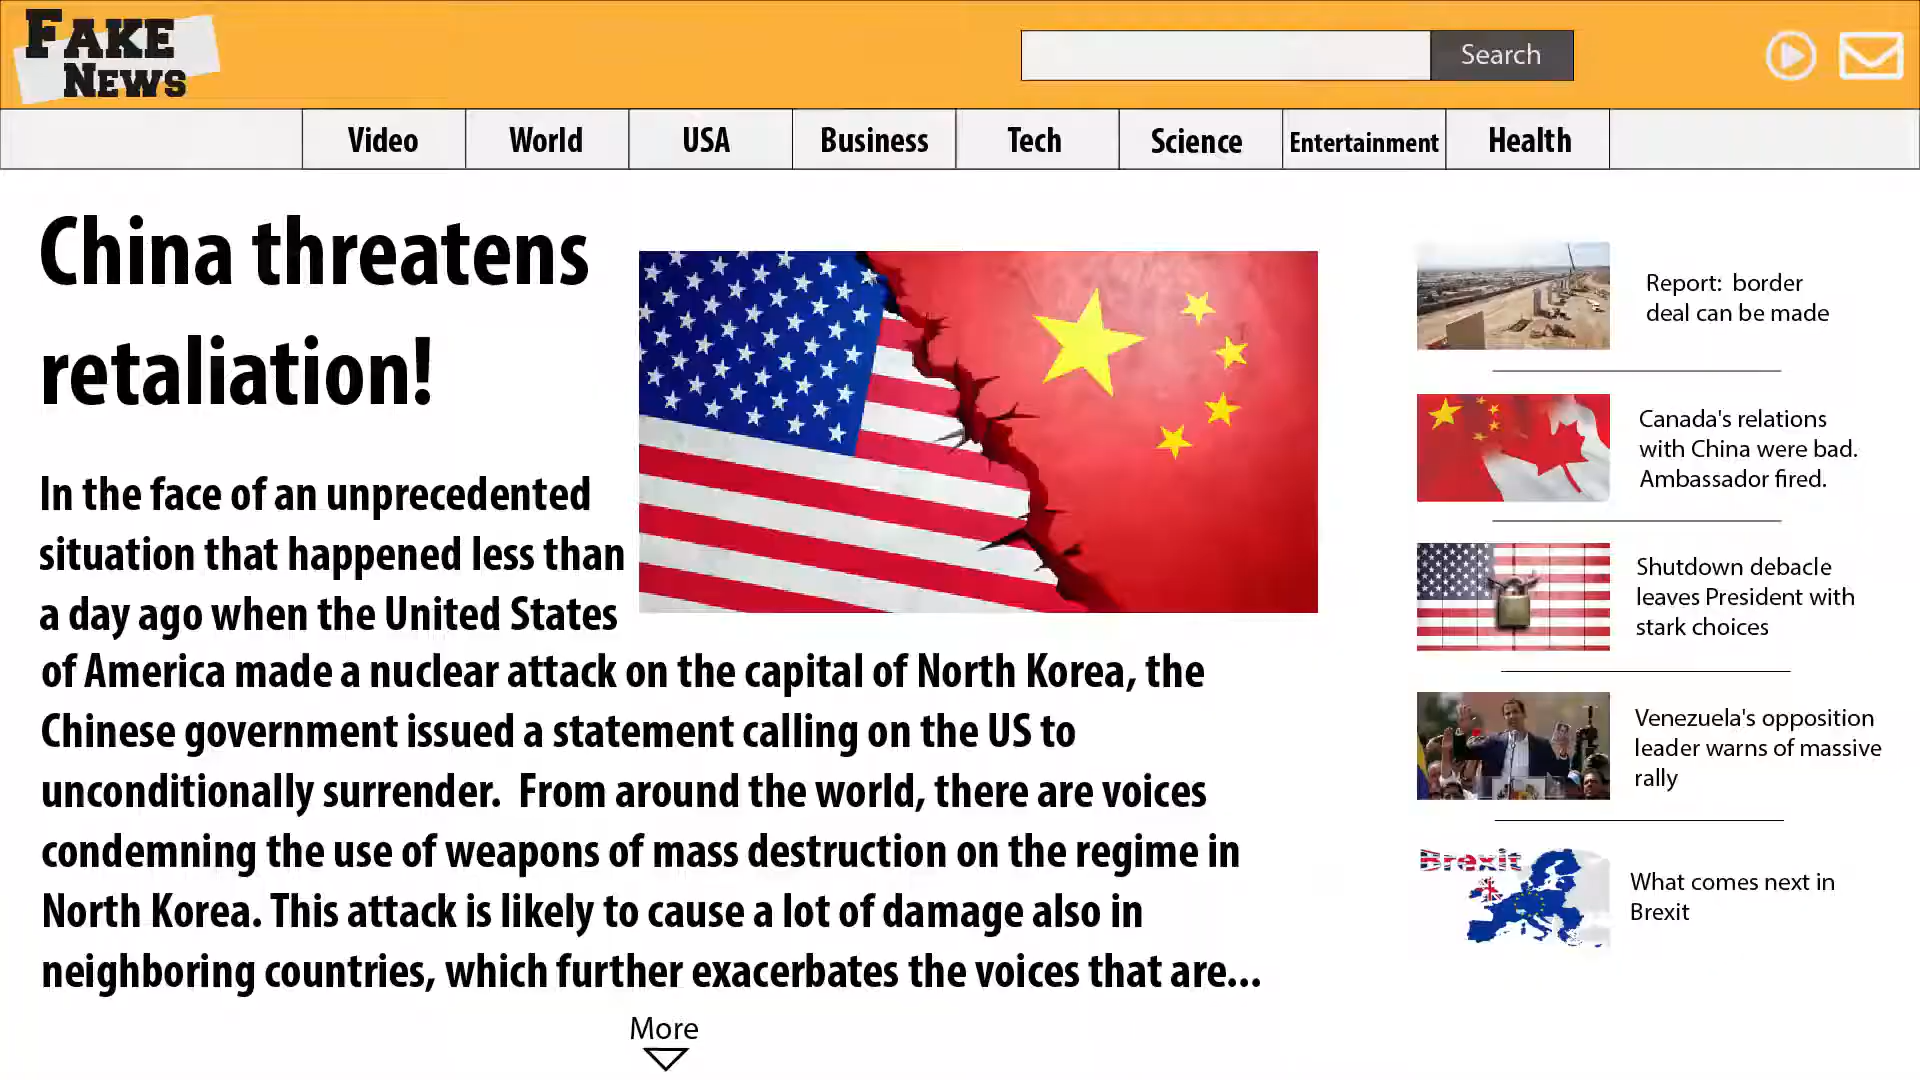 FAKE
NEWS
Search
Video
World
USA
Business
Tech
Science
Entertainment
Health
China threatens
retaliation!
In the face of an unprecedented
situation that happened less than
a day ago when the United States
of America made a nuclear attack on the capital of North Korea, the
Chinese government issued a statement calling on the US to
unconditionally surrender.  From around the world, there are voices
condemning the use of weapons of mass destruction on the regime in
North Korea. This attack is likely to cause a lot of damage also in
neighboring countries, which further exacerbates the voices that are...
More
Report:  border
deal can be made
Canada's relations
with China were bad.
Ambassador fired.
Shutdown debacle
leaves President with
stark choices
Venezuela's opposition
leader warns of massive
rally
Brexit
What comes next in
Brexit